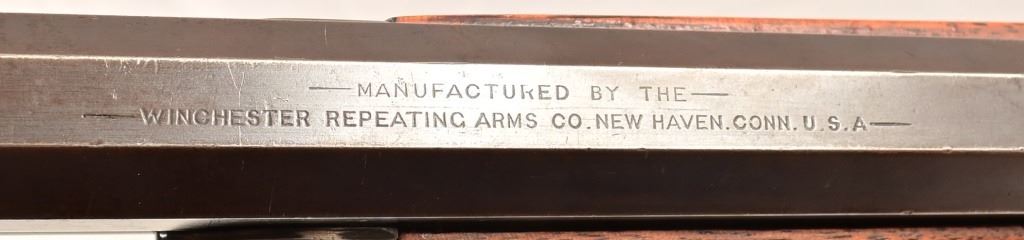 —MANUFACTURED BY THE—
—WINCHESTER REPEATING ARMS CO. NEW HAVEN. CONN. U.S.A—